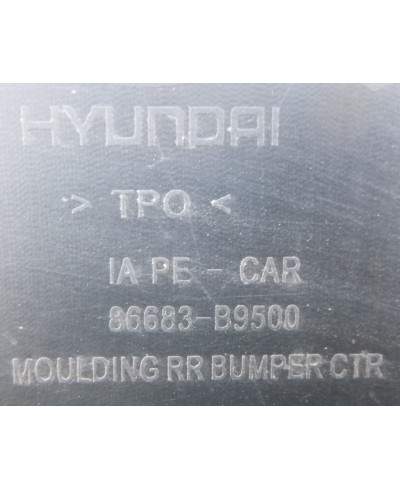 HYUNDAI
> TPO <
IA PE - CAR
86683-B9500
MOULDING RR BUMPER CTR